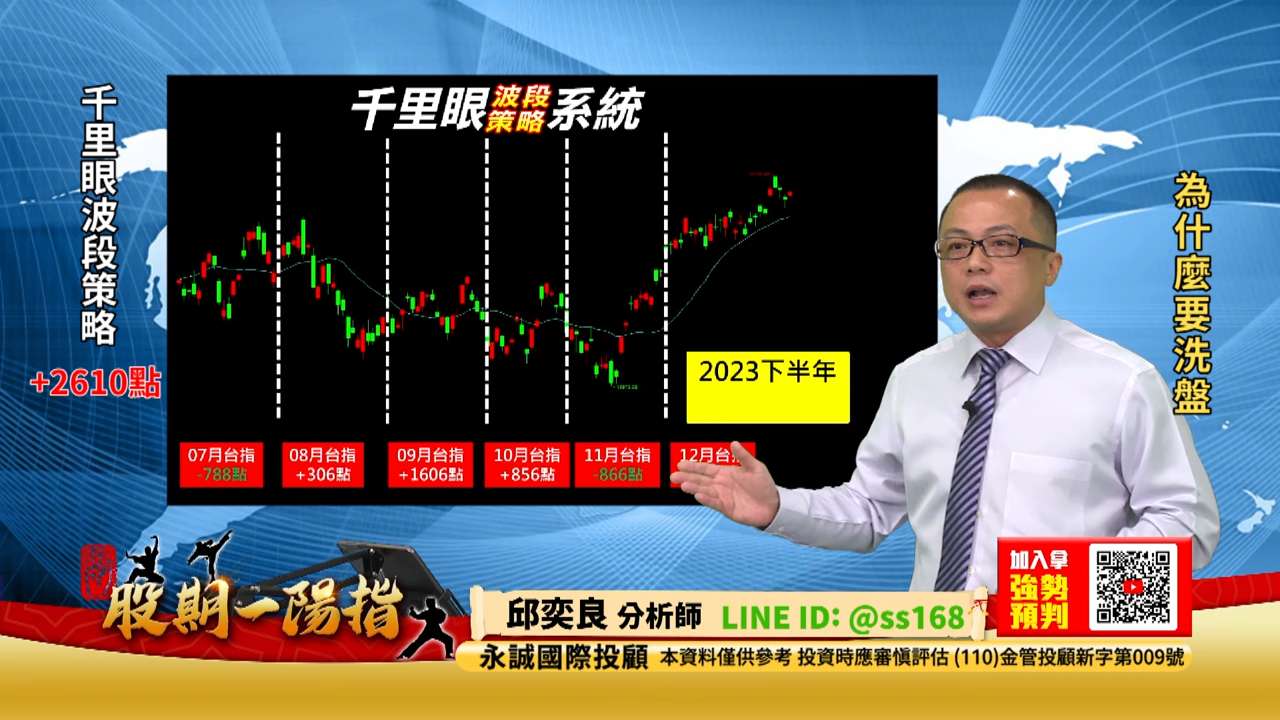 千里眼波段策略
+2610點
千里眼波段策略系統
為什麼要洗盤
2023下半年
07月台指
-788點
08月台指
+306點
09月台指
+1606點
10月台指
+856點
11月台指
-866點
12月台指
股期一陽指
邱奕良 分析師 LINE ID: @ss168
加入拿
強勢
預判
永誠國際投顧 本資料僅供參考 投資時應審慎評估 (110)金管投顧新字第009號